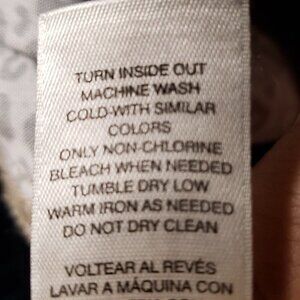 TURN INSIDE OUT
MACHINE WASH
COLD-WITH SIMILAR
COLORS
ONLY NON-CHLORINE
BLEACH WHEN NEEDED
TUMBLE DRY LOW
WARM IRON AS NEEDED
DO NOT DRY CLEAN
VOLTEAR AL REVÉS
LAVAR A MÁQUINA CON